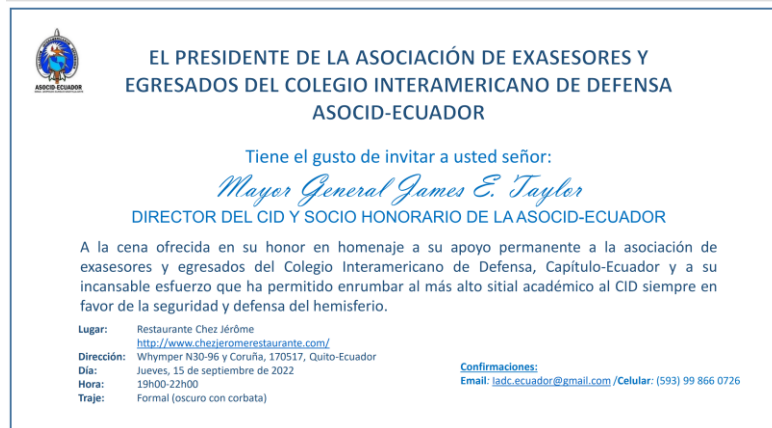 ASOCID-ECUADOR
EL PRESIDENTE DE LA ASOCIACIÓN DE EXASESORES Y
EGRESADOS DEL COLEGIO INTERAMERICANO DE DEFENSA
ASOCID-ECUADOR
Tiene el gusto de invitar a usted señor:
Mayor General James E. Taylor
DIRECTOR DEL CID Y SOCIO HONORARIO DE LA ASOCID-ECUADOR
A la cena ofrecida en su honor en homenaje a su apoyo permanente a la asociación de
exasesores y egresados del Colegio Interamericano de Defensa, Capítulo-Ecuador y a su
incansable esfuerzo que ha permitido enrumbar al más alto sitial académico al CID siempre en
favor de la seguridad y defensa del hemisferio.
Lugar: Restaurante Chez Jérôme
http://www.chezjeromerestaurante.com/
Dirección: Whymper N30-96 y Coruña, 170517, Quito-Ecuador
Día: Jueves, 15 de septiembre de 2022
Hora: 19h00-22h00
Traje: Formal (oscuro con corbata)
Confirmaciones:
Email: Iadc.ecuador@gmail.com /Celular: (593) 99 866 0726